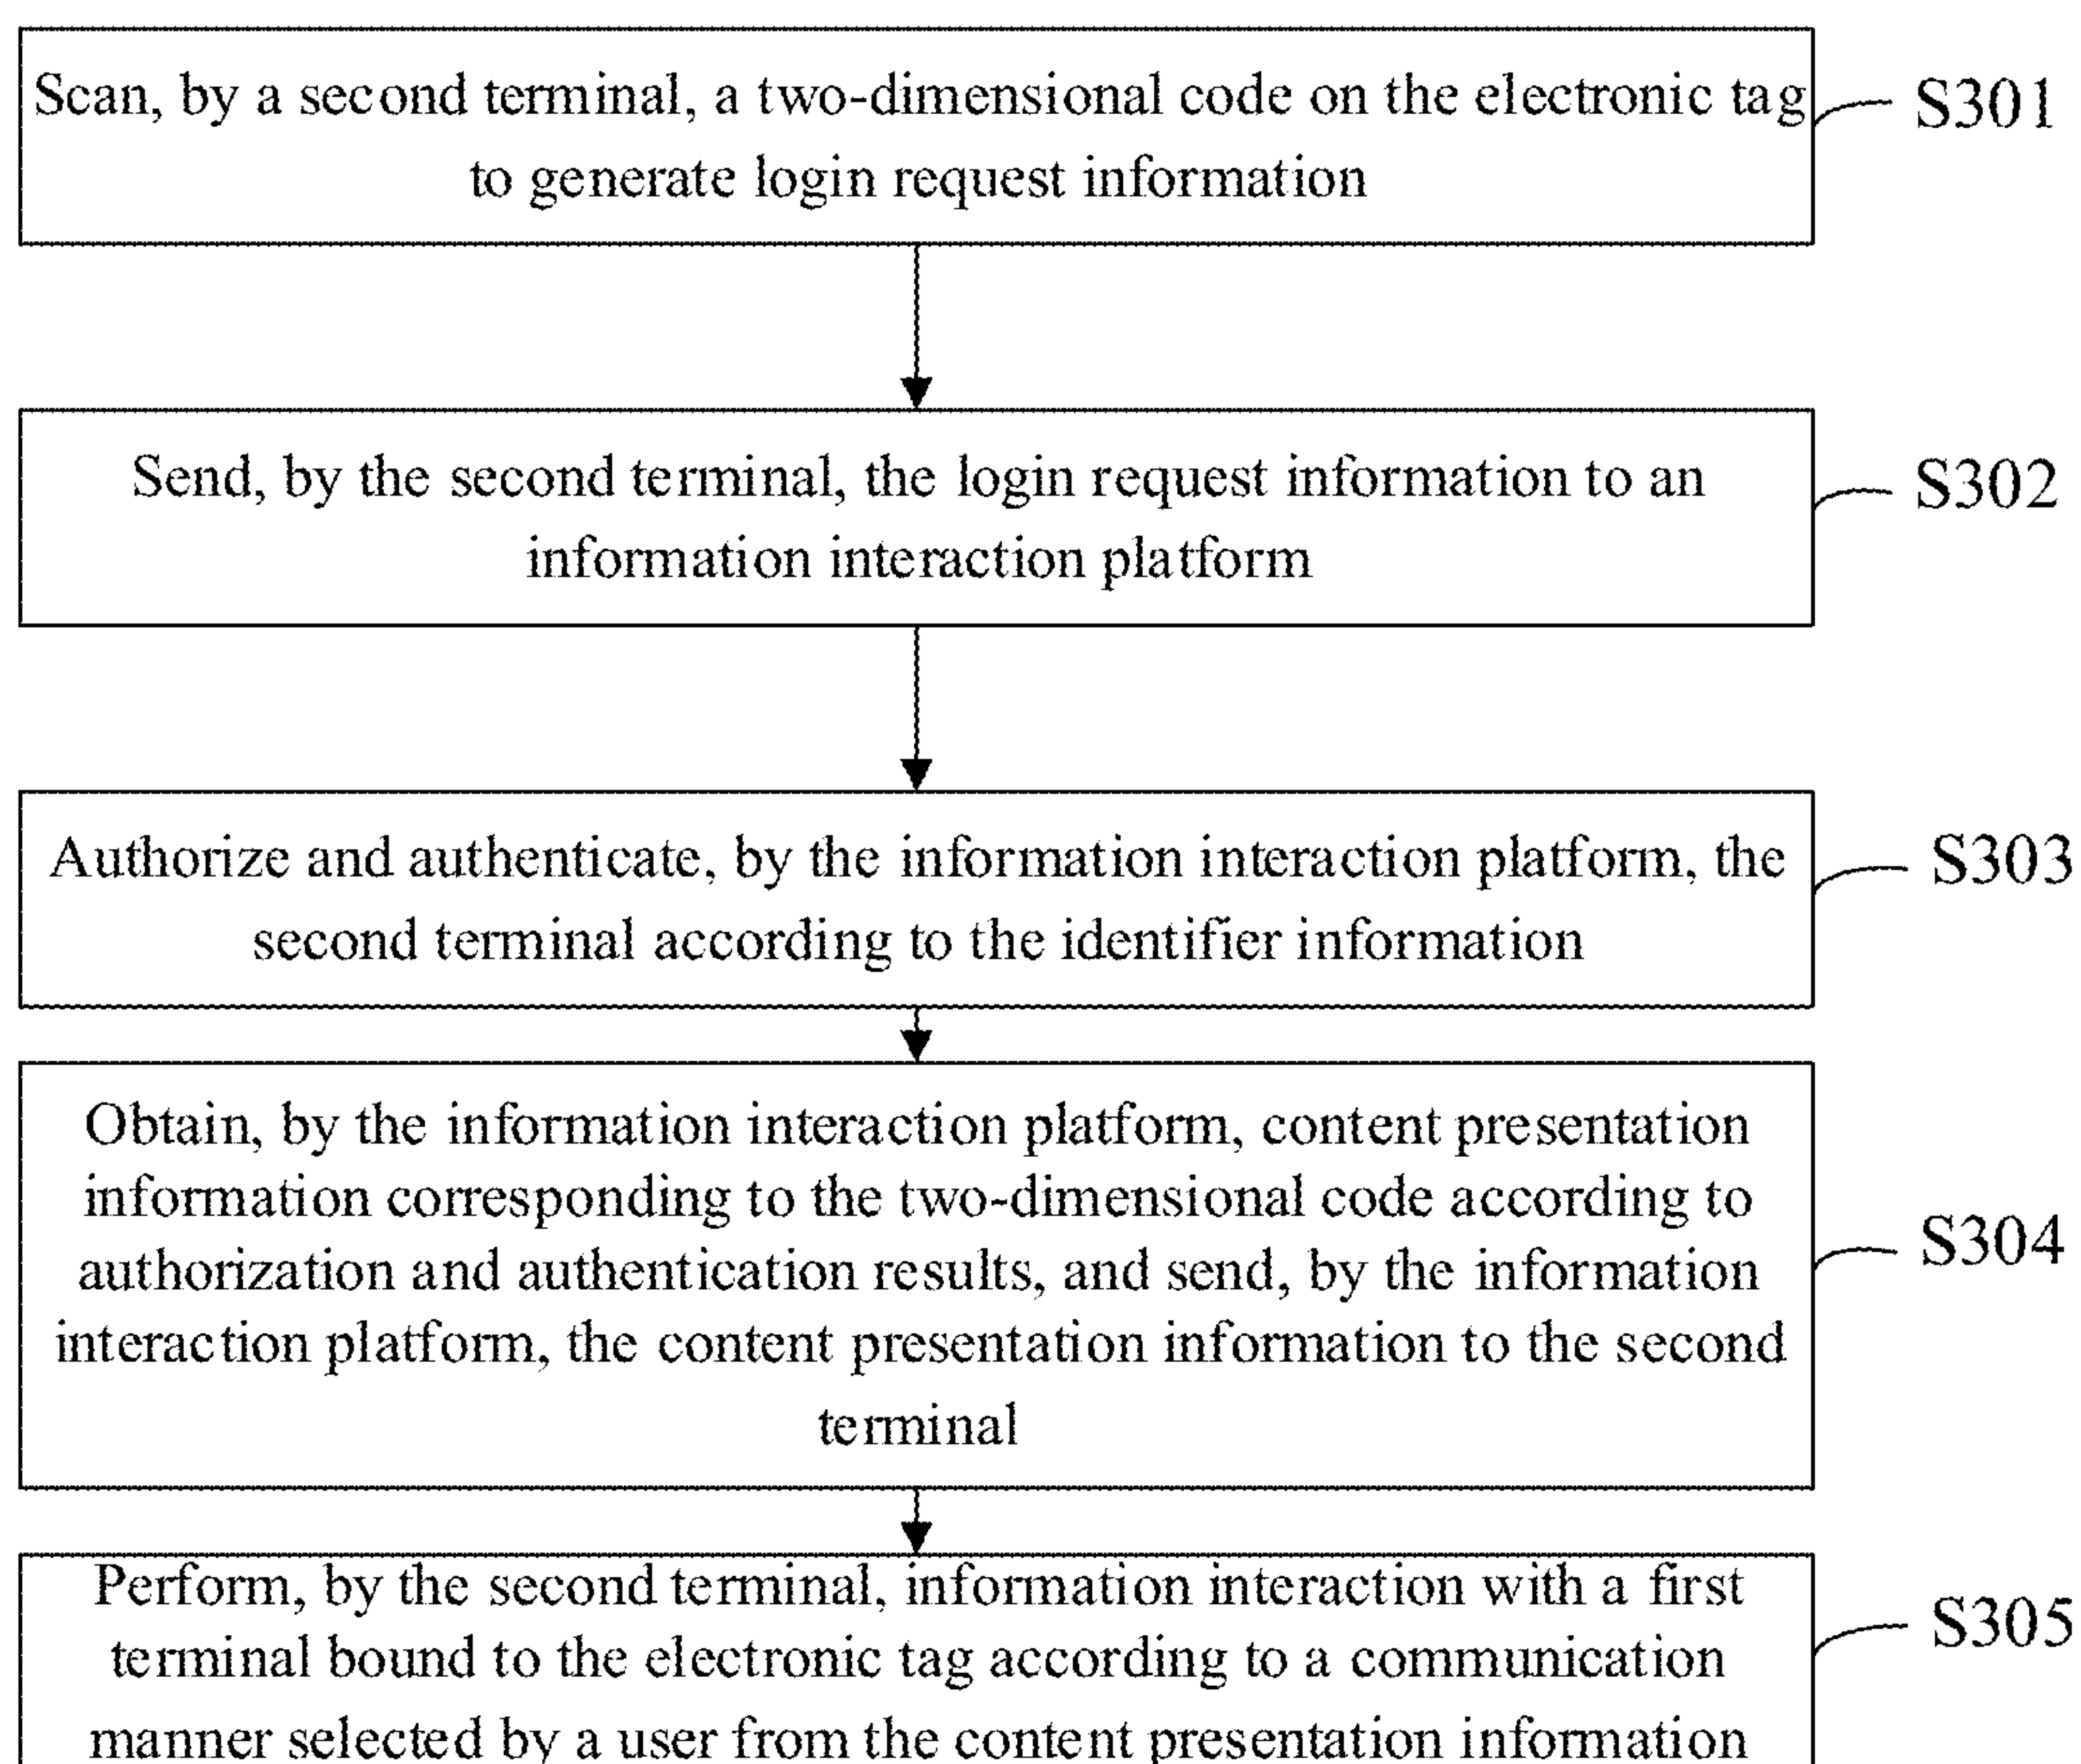 Scan, by a second terminal, a two-dimensional code on the electronic tag
to generate login request information
S301
Send, by the second terminal, the login request information to an
information interaction platform
S302
Authorize and authenticate, by the information interaction platform, the
second terminal according to the identifier information
S303
Obtain, by the information interaction platform, content presentation
information corresponding to the two-dimensional code according to
authorization and authentication results, and send, by the information
interaction platform, the content presentation information to the second
terminal
S304
Perform, by the second terminal, information interaction with a first
terminal bound to the electronic tag according to a communication
manner selected by a user from the content presentation information
S305